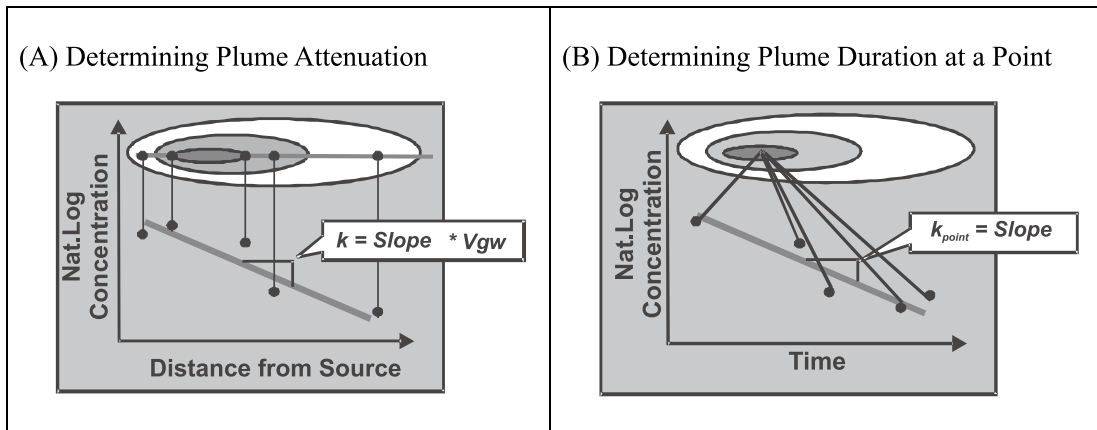 (A) Determining Plume Attenuation
Nat.Log
Concentration
k = Slope * Vgw
Distance from Source
(B) Determining Plume Duration at a Point
Nat.Log
Concentration
kpoint = Slope
Time